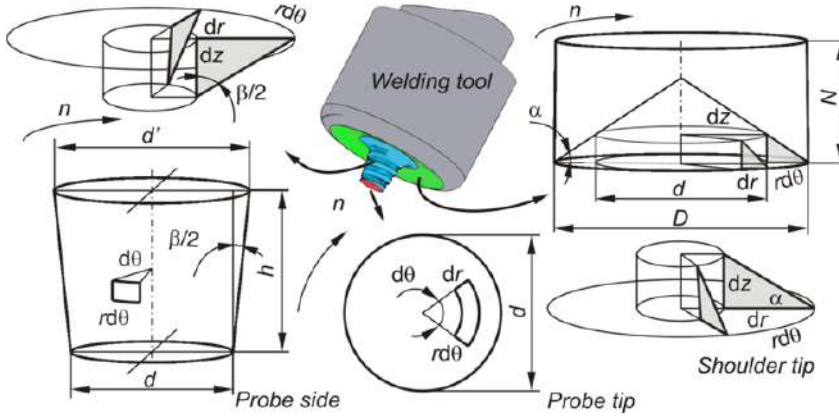 n
dr
rdθ
dz
β/2
d'
β/2
dθ
rdθ
h
d
Probe side
Welding tool
n
dθ
dr
rdθ
d
Probe tip
n
α
dz
N
dr
rdθ
d
D
dz
α
dr
rdθ
Shoulder tip